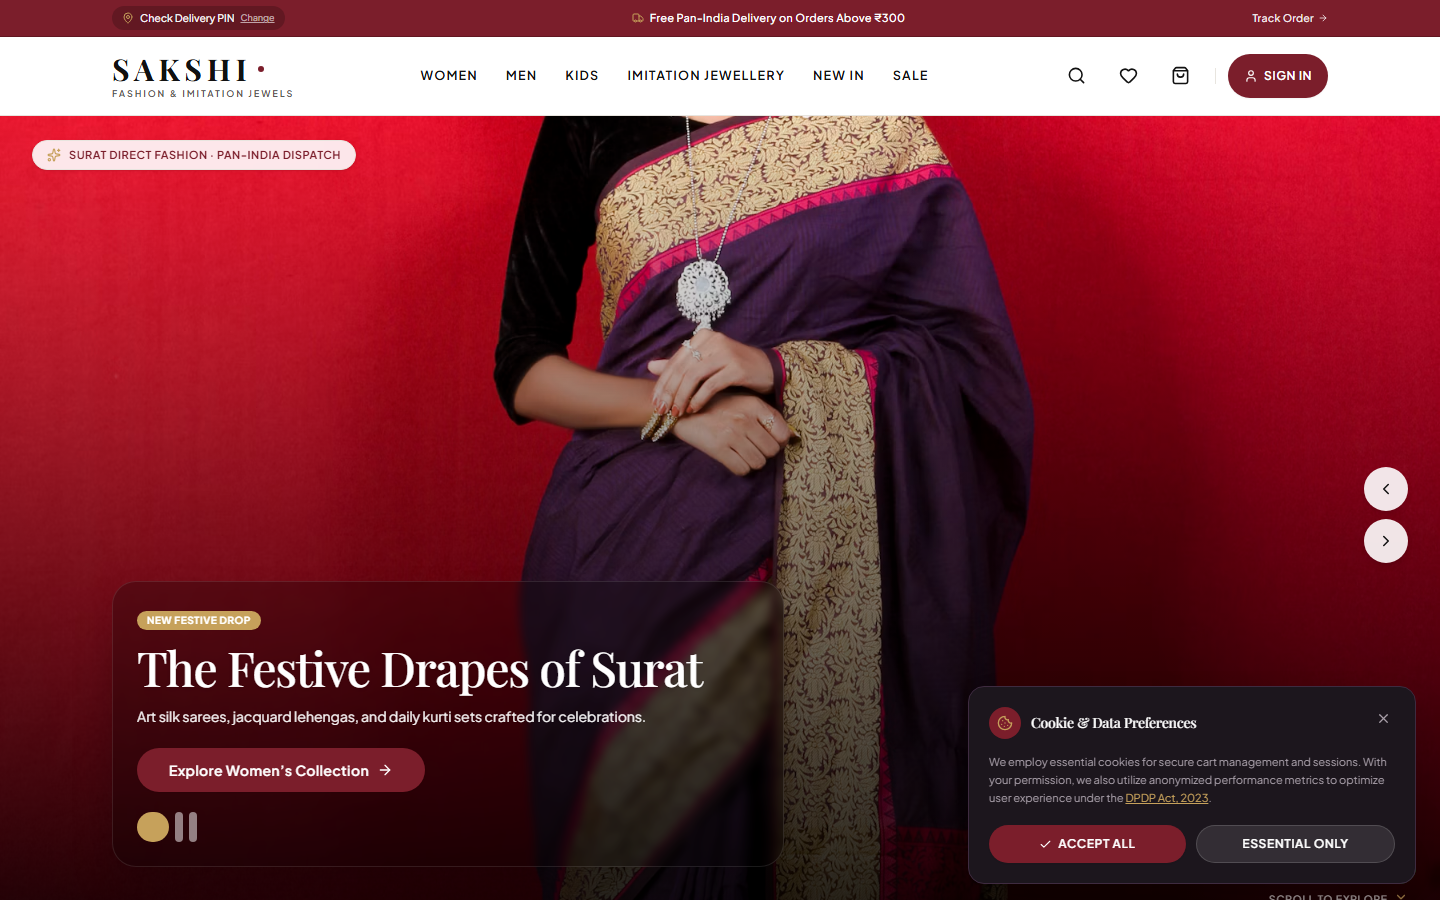 Check Delivery PIN Change
Free Pan-India Delivery on Orders Above ₹300
Track Order
SAKSHI
FASHION & IMITATION JEWELS
WOMEN
MEN
KIDS
IMITATION JEWELLERY
NEW IN
SALE
SIGN IN
SURAT DIRECT FASHION · PAN-INDIA DISPATCH
NEW FESTIVE DROP
The Festive Drapes of Surat
Art silk sarees, jacquard lehengas, and daily kurti sets crafted for celebrations.
Explore Women's Collection
Cookie & Data Preferences
We employ essential cookies for secure cart management and sessions. With
your permission, we also utilize anonymized performance metrics to optimize
user experience under the DPDP Act, 2023.
ACCEPT ALL
ESSENTIAL ONLY
SCROLL TO EXPLORE